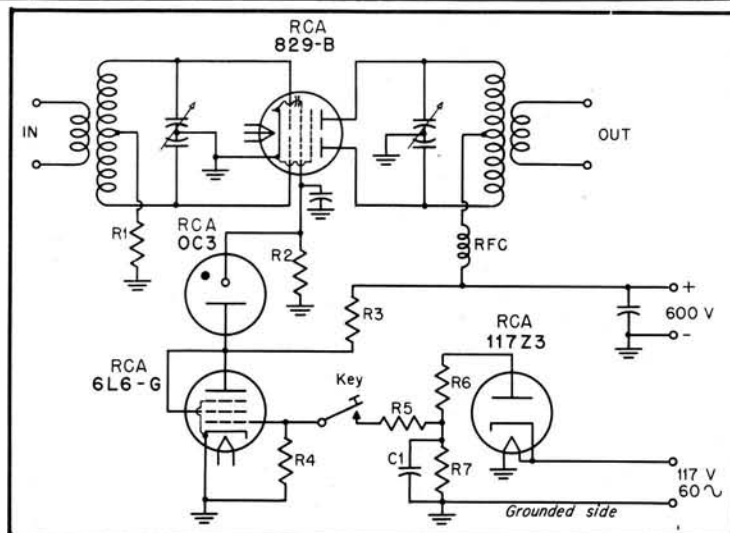 RCA
829-B
IN
OUT
R1
RCA
OC3
R2
RFC
R3
+
600 V
-
RCA
117Z3
RCA
6L6-G
Key
R6
R5
R4
C1
R7
117 V
60~
Grounded side